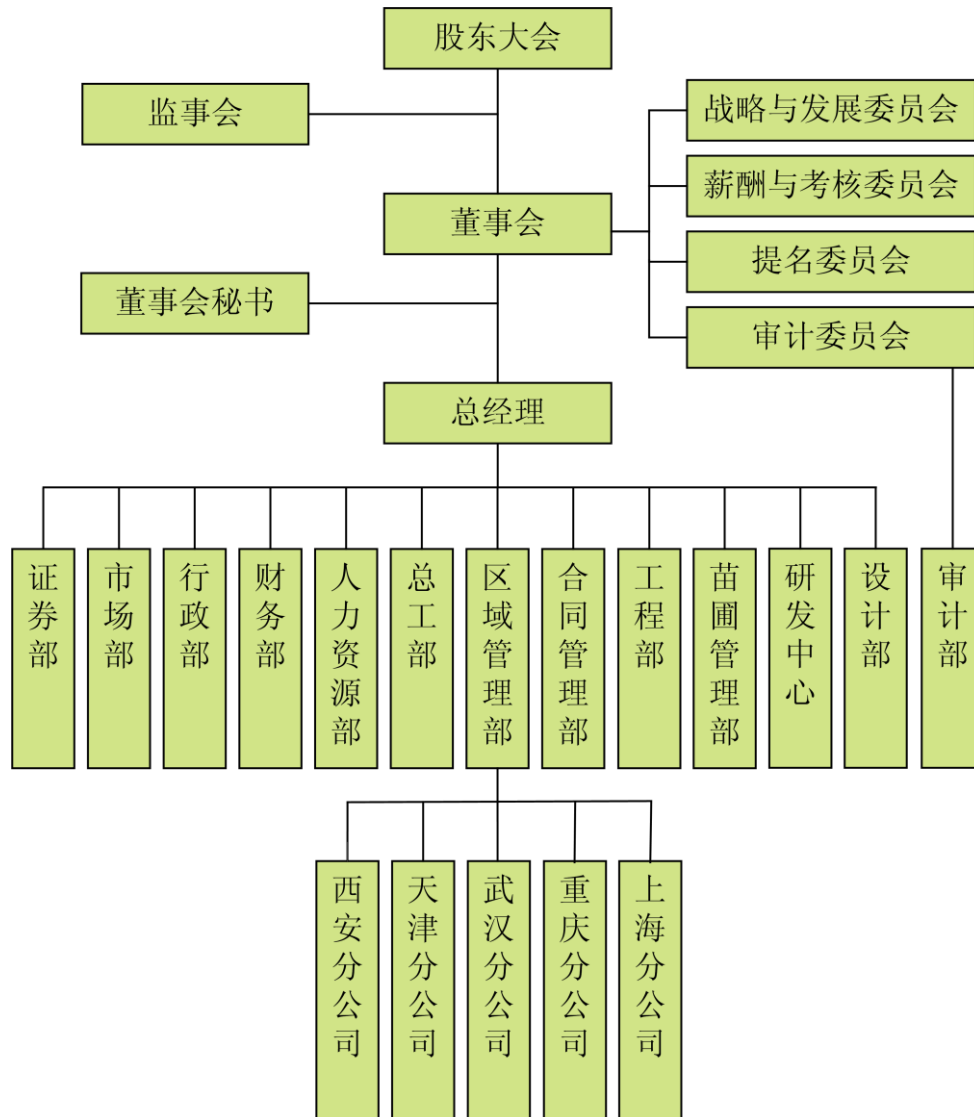 股东大会
监事会
战略与发展委员会
薪酬与考核委员会
董事会
提名委员会
董事会秘书
审计委员会
总经理
证券部
市场部
行政部
财务部
人力资源部
总工部
区域管理部
合同管理部
工程部
苗圃管理部
研发中心
设计部
审计部
西安分公司
天津分公司
武汉分公司
重庆分公司
上海分公司